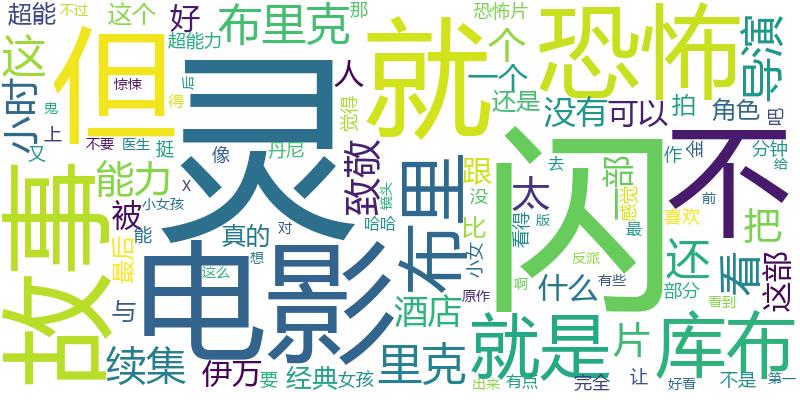 超能 不过 这个 好 布里克 那 恐怖片 个 恐怖 导演
这 但 灵 就 超能力 人 一个 还是 没有 可以 拍 角色 吧
小时 鬼 惊悚 后 得 觉得
又 上 不要 医生 挺 像 丹尼 致敬 跟 太 闪 一部 去 作 金 分钟 给
故事 能力 x 小女孩 电影 布里 镜头 没 不 感觉 喜欢 前
被 能 真的 对 哈哈 比 小女 看得 版 最 还 看 把
最后 与 这么 想 酒店 原作 啊 反派 有些 什么 部分 看到 这部
续集 伊万 要 经典 女孩 里克 就是 片 库布
出来 有点 完全 让 好看 不是 第一